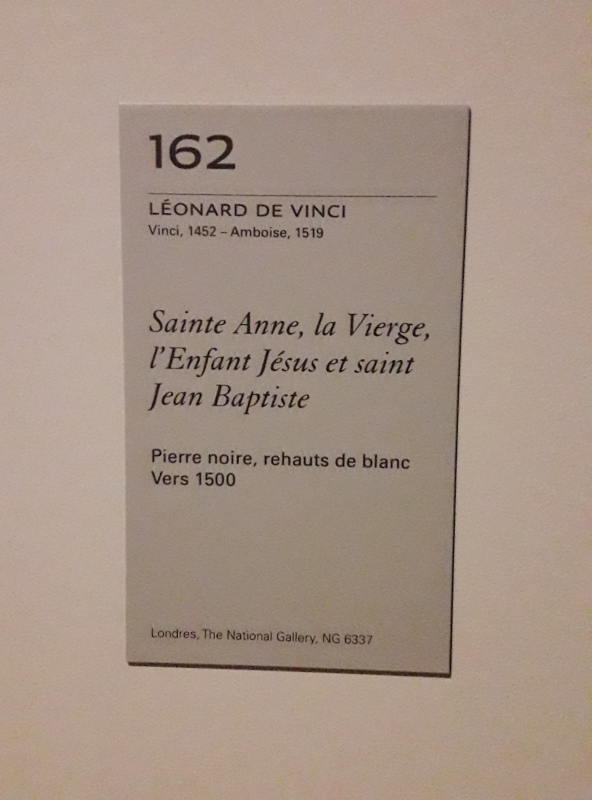 162
LÉONARD DE VINCI
Vinci, 1452 – Amboise, 1519
Sainte Anne, la Vierge,
l'Enfant Jésus et saint
Jean Baptiste
Pierre noire, rehauts de blanc
Vers 1500
Londres, The National Gallery, NG 6337